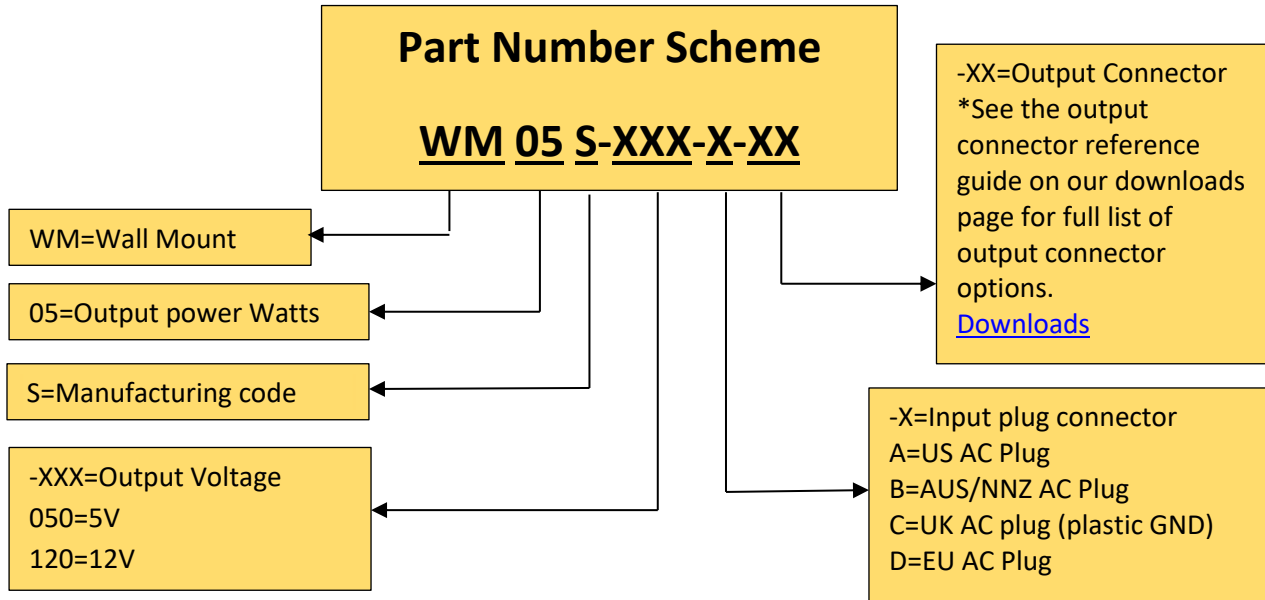 Part Number Scheme
WM 05 S-XXX-X-XX
WM=Wall Mount
05=Output power Watts
S=Manufacturing code
-XXX=Output Voltage
050=5V
120=12V
-XX=Output Connector
*See the output
connector reference
guide on our downloads
page for full list of
output connector
options.
Downloads
-X=Input plug connector
A=US AC Plug
B=AUS/NNZ AC Plug
C=UK AC plug (plastic GND)
D=EU AC Plug